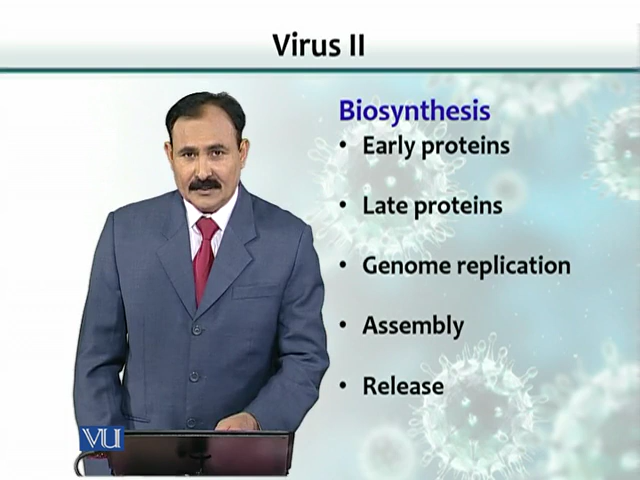 Virus II
Biosynthesis
• Early proteins
• Late proteins
• Genome replication
• Assembly
• Release
VU